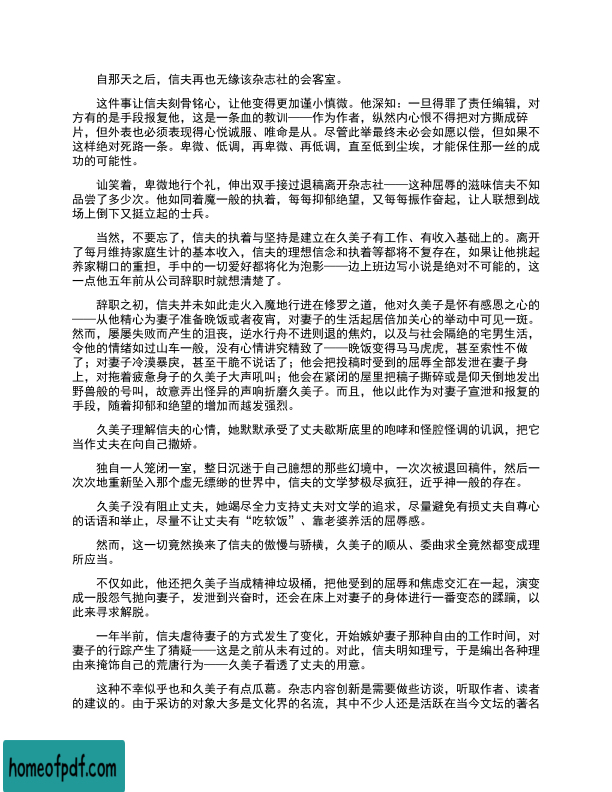 自那天之后，信夫再也无缘该杂志社的会客室。
这件事让信夫刻骨铭心，让他变得更加谨小慎微。他深知：一旦得罪了责任编辑，对
方有的是手段报复他，这是一条血的教训——作为作者，纵然内心恨不得把对方撕成碎
片，但外表也必须表现得心悦诚服、唯命是从。尽管此举最终未必会如愿以偿，但如果不
这样绝对死路一条。卑微、低调，再卑微、再低调，直至低到尘埃，才能保住那一丝的成
功的可能性。
讪笑着，卑微地行个礼，伸出双手接过退稿离开杂志社——这种屈辱的滋味信夫不知
品尝了多少次。他如同着魔一般的执着，每每抑郁绝望，又每每振作奋起，让人联想到战
场上倒下又挺立起的士兵。
当然，不要忘了，信夫的执着与坚持是建立在久美子有工作、有收入基础上的。离开
了每月维持家庭生计的基本收入，信夫的理想信念和执着等都将不复存在，如果让他挑起
养家糊口的重担，手中的一切爱好都将化为泡影——边上班边写小说是绝对不可能的，这
一点他五年前从公司辞职时就想清楚了。
辞职之初，信夫并未如此走火入魔地行进在修罗之道，他对久美子是怀有感恩之心的
——从他精心为妻子准备晚饭或者夜宵，对妻子的生活起居倍加关心的举动中可见一斑。
然而，屡屡失败而产生的沮丧，逆水行舟不进则退的焦灼，以及与社会隔绝的宅男生活，
令他的情绪如过山车一般，没有心情讲究精致了——晚饭变得马马虎虎，甚至索性不做
了；对妻子冷漠暴戾，甚至干脆不说话了；他会把投稿时受到的屈辱全部发泄在妻子身
上，对拖着疲惫身子的久美子大声吼叫；他会在紧闭的屋里把稿子撕碎或是仰天倒地发出
野兽般的号叫，故意弄出怪异的声响折磨久美子。而且，他以此作为对妻子宣泄和报复的
手段，随着抑郁和绝望的增加而越发强烈。
久美子理解信夫的心情，她默默承受了丈夫歇斯底里的咆哮和怪腔怪调的讥讽，把它
当作丈夫在向自己撒娇。
独自一人笼闭一室，整日沉迷于自己臆想的那些幻境中，一次次被退回稿件，然后一
次次地重新坠入那个虚无缥缈的世界中，信夫的文学梦极尽疯狂，近乎神一般的存在。
久美子没有阻止丈夫，她竭尽全力支持丈夫对文学的追求，尽量避免有损丈夫自尊心
的话语和举止，尽量不让丈夫有“吃软饭”、靠老婆养活的屈辱感。
然而，这一切竟然换来了信夫的傲慢与骄横，久美子的顺从、委曲求全竟然都变成理
所应当。
不仅如此，他还把久美子当成精神垃圾桶，把他受到的屈辱和焦虑交汇在一起，演变
成一股怨气抛向妻子，发泄到兴奋时，还会在床上对妻子的身体进行一番变态的蹂躏，以
此来寻求解脱。
一年半前，信夫虐待妻子的方式发生了变化，开始嫉妒妻子那种自由的工作时间，对
妻子的行踪产生了猜疑——这是之前从未有过的。对此，信夫明知理亏，于是编出各种理
由来掩饰自己的荒唐行为——久美子看透了丈夫的用意。
这种不幸似乎也和久美子有点瓜葛。杂志内容创新是需要做些访谈，听取作者、读者
的建议的。由于采访的对象大多是文化界的名流，其中不少人还是活跃在当今文坛的著名
homeofpdf.com